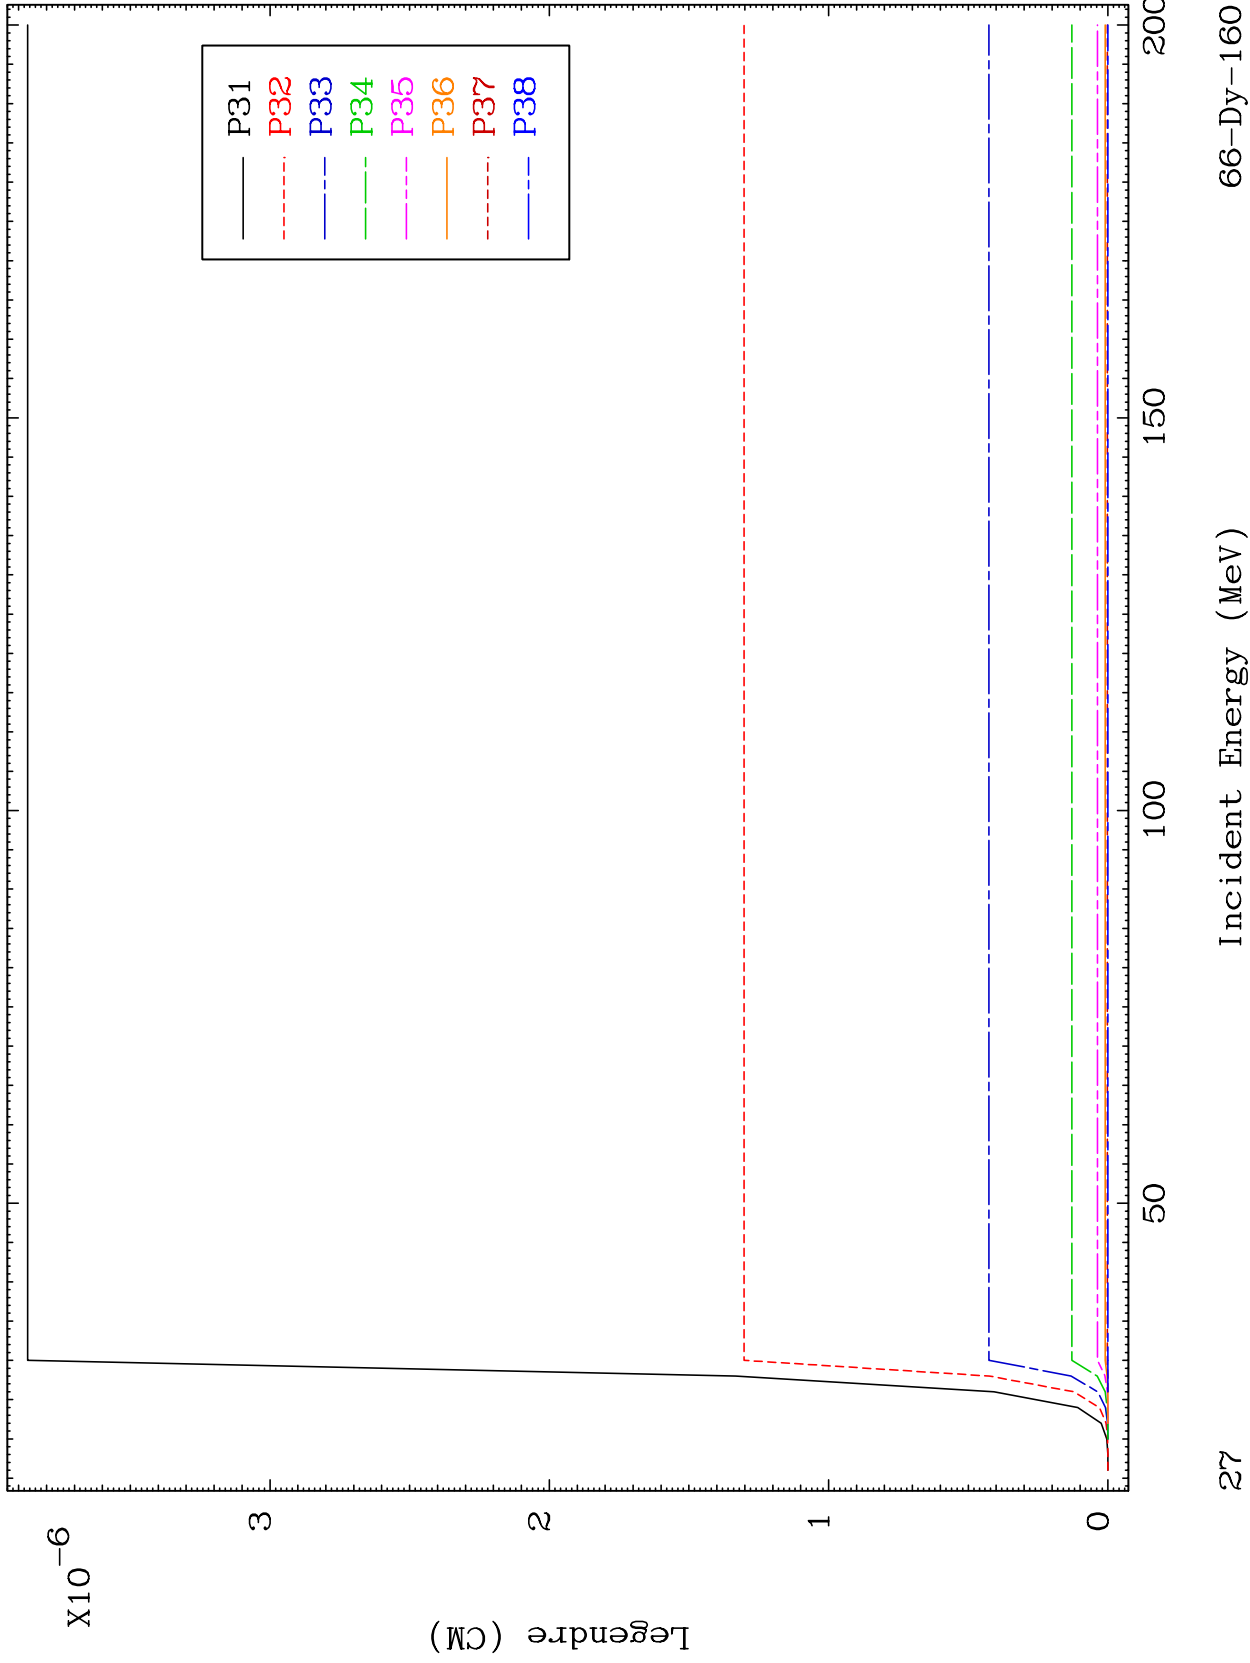 X10-6
Legendre (CM)
3
2
1
0
P31
P32
P33
P34
P35
P36
P37
P38
50
100
150
200
Incident Energy (MeV)
27
66-Dy-160